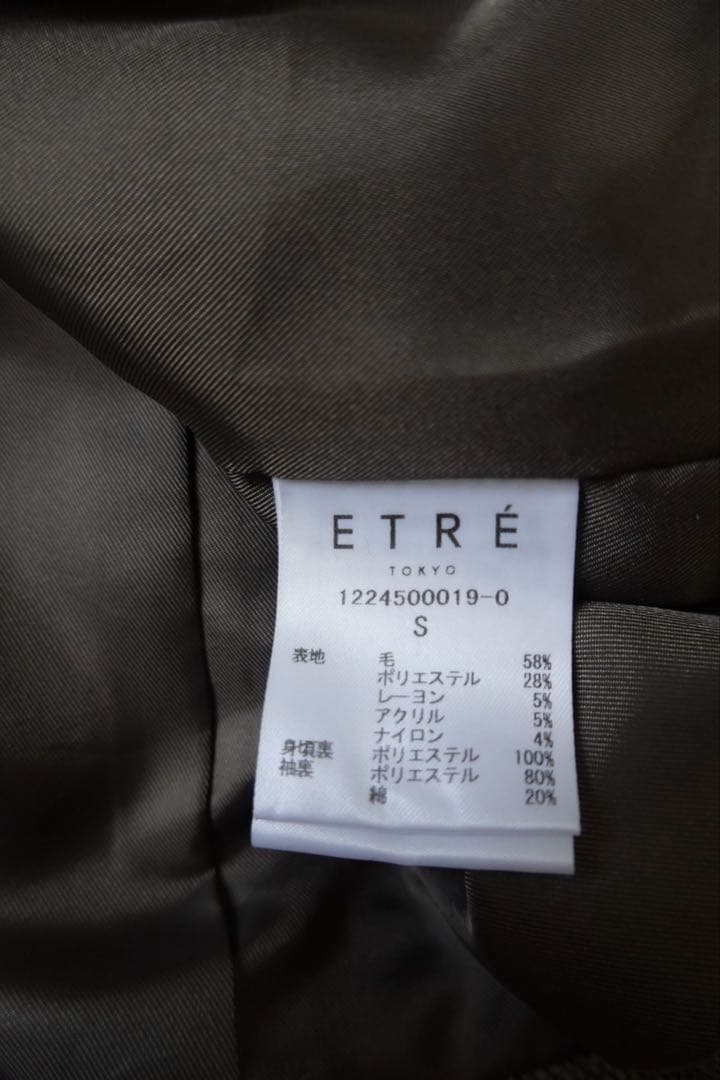 ETRÉ
TOKYO
1224500019-0
S
表地 毛 58%
ポリエステル 28%
レーヨン 5%
アクリル 5%
ナイロン 4%
身頃裏 ポリエステル 100%
袖裏 ポリエステル 80%
綿 20%